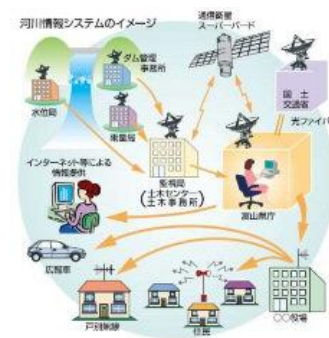 河川情報システムのイメージ
通信衛星
スーパーバード
ダム管理
事務所
国土
交通省
水位局
雨量局
光ファイバ
インターネット等による
情報提供
監視局
(土木センター
土木事務所)
富山県庁
広報車
戸別無線
住民
○○役場